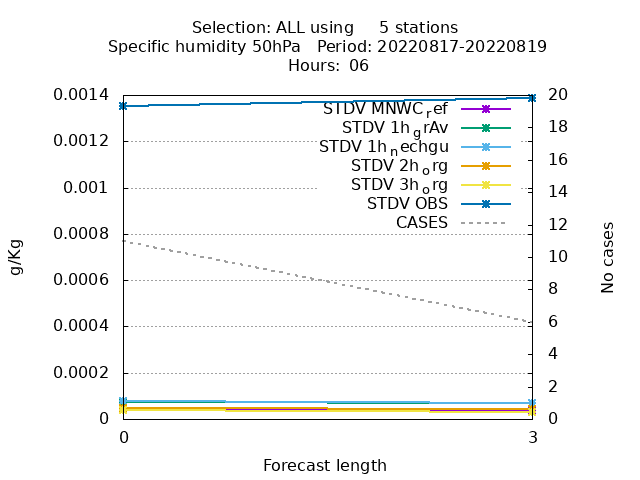 Selection: ALL using     5 stations
Specific humidity 50hPa   Period: 20220817-20220819
Hours: 06
0.0014
0.0012
0.001
0.0008
0.0006
0.0004
0.0002
0
20
18
16
14
12
10
8
6
4
2
0
STDV MNWC_ref
STDV 1h_grAv
STDV 1h_nechgu
STDV 2h_org
STDV 3h_org
STDV OBS
CASES
g/Kg
No cases
0
3
Forecast length